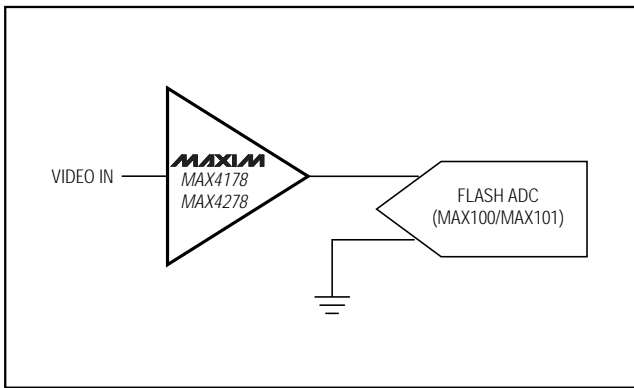 VIDEO IN
MAXIM
MAX4178
MAX4278
FLASH ADC
(MAX100/MAX101)